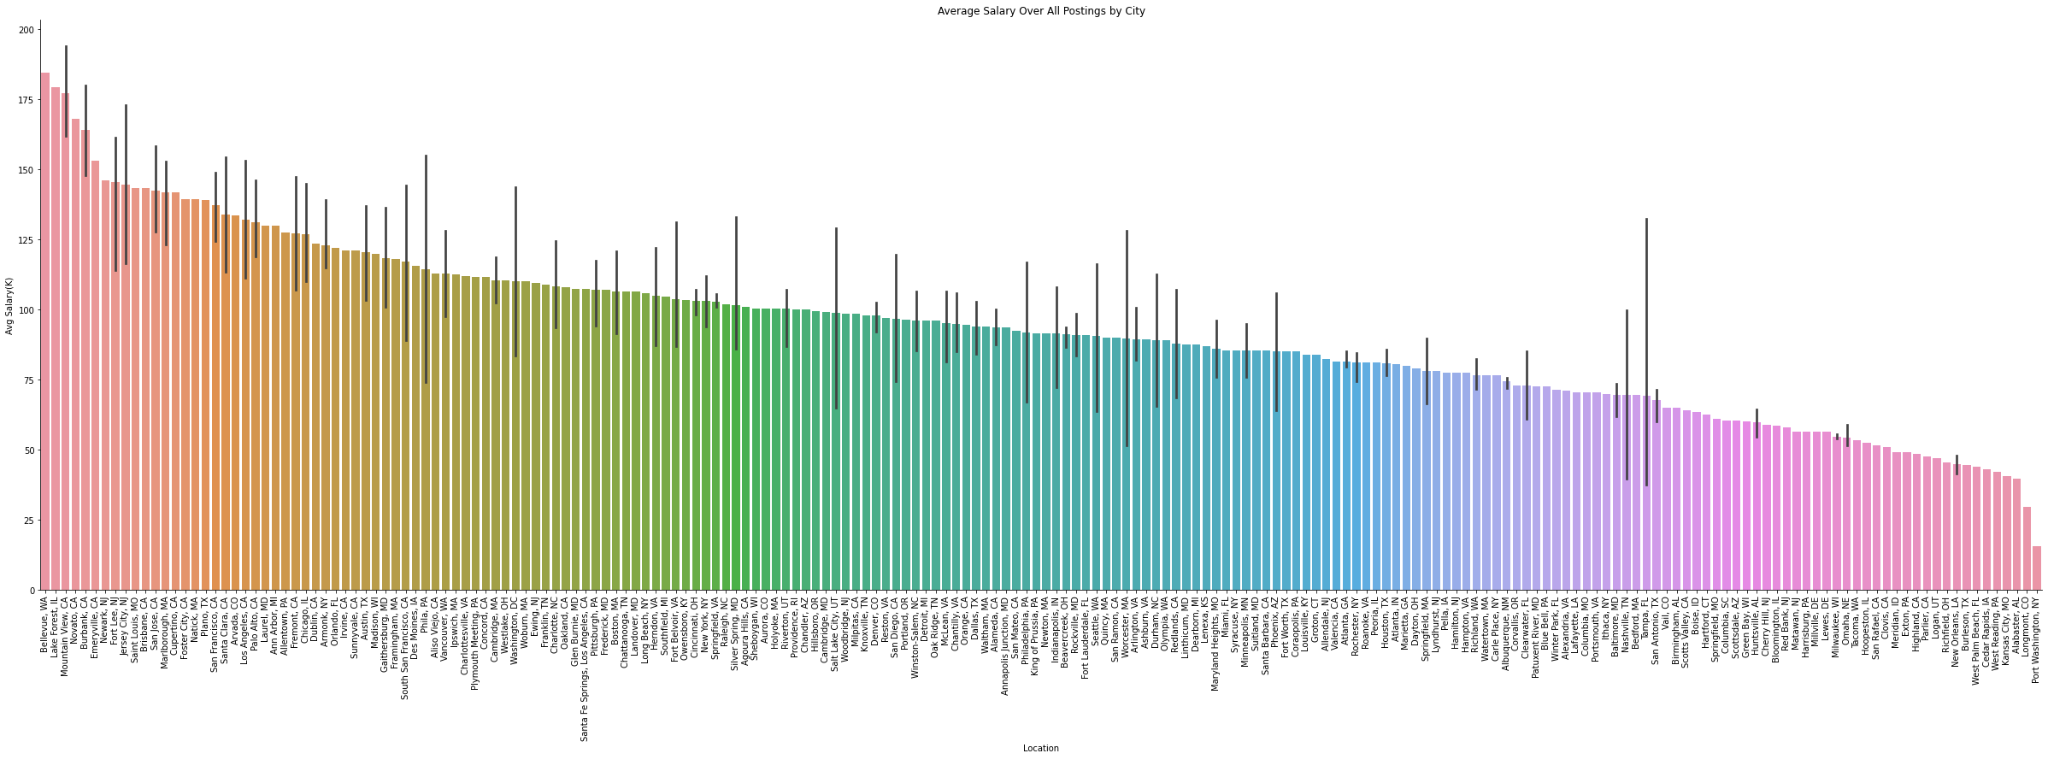 Average Salary Over All Postings by City
200
175
150
125
100
75
50
25
0
Avg Salary(K)
Bellevue, WA
Lake Forest, IL
Mountain View, CA
Novato, CA
Burbank, CA
Emeryville, CA
Newark, NJ
Fort Lee, NJ
Jersey City, NJ
Saint Louis, MO
Brisbane, CA
San Jose, CA
Marlborough, MA
Cupertino, CA
Foster City, CA
Natick, MA
Plano, TX
San Francisco, CA
Santa Clara, CA
Arvada, CO
Los Angeles, CA
Palo Alto, CA
Laurel, MD
Ann Arbor, MI
Allentown, PA
Fremont, CA
Chicago, IL
Dublin, CA
Armonk, NY
Orlando, FL
Irvine, CA
Sunnyvale, CA
Austin, TX
Madison, WI
Gaithersburg, MD
Framingham, MA
South San Francisco, CA
Des Moines, IA
Phila, PA
Aliso Viejo, CA
Vancouver, WA
Ipswich, MA
Charlottesville, VA
Plymouth Meeting, PA
Concord, CA
Cambridge, MA
Westlake, OH
Washington, DC
Woburn, MA
Ewing, NJ
Franklin, TN
Charlotte, NC
Oakland, CA
Glen Burnie, MD
Santa Fe Springs, Los Angeles, CA
Pittsburgh, PA
Frederick, MD
Boston, MA
Chattanooga, TN
Landover, MD
Long Beach, NY
Herndon, VA
Southfield, MI
Fort Belvoir, VA
Owensboro, KY
Cincinnati, OH
New York, NY
Springfield, VA
Raleigh, NC
Silver Spring, MD
Agoura Hills, CA
Sheboygan, WI
Aurora, CO
Holyoke, MA
Riverton, UT
Providence, RI
Chandler, AZ
Hillsboro, OR
Cambridge, MD
Salt Lake City, UT
Woodbridge, NJ
Milpitas, CA
Knoxville, TN
Denver, CO
Reston, VA
San Diego, CA
Portland, OR
Winston-Salem, NC
Detroit, MI
Oak Ridge, TN
McLean, VA
Chantilly, VA
Orange, CA
Dallas, TX
Waltham, MA
Alameda, CA
Annapolis Junction, MD
San Mateo, CA
Philadelphia, PA
King of Prussia, PA
Newton, MA
Indianapolis, IN
Beavercreek, OH
Rockville, MD
Fort Lauderdale, FL
Seattle, WA
Quincy, MA
San Ramon, CA
Worcester, MA
Arlington, VA
Ashburn, VA
Durham, NC
Olympia, WA
Redlands, CA
Linthicum, MD
Dearborn, MI
Lenexa, KS
Maryland Heights, MO
Miami, FL
Syracuse, NY
Minneapolis, MN
Suitland, MD
Santa Barbara, CA
Phoenix, AZ
Fort Worth, TX
Coraopolis, PA
Louisville, KY
Groton, CT
Allendale, NJ
Valencia, CA
Atlanta, GA
Rochester, NY
Roanoke, VA
Peoria, IL
Houston, TX
Atlanta, IN
Marietta, GA
Dayton, OH
Springfield, MA
Lyndhurst, NJ
Pella, IA
Hamilton, NJ
Hampton, VA
Richland, WA
Watertown, MA
Carle Place, NY
Albuquerque, NM
Corvallis, OR
Clearwater, FL
Patuxent River, MD
Blue Bell, PA
Winter Park, FL
Alexandria, VA
Lafayette, LA
Columbia, MO
Portsmouth, VA
Ithaca, NY
Baltimore, MD
Nashville, TN
Bedford, MA
Tampa, FL
San Antonio, TX
Vail, CO
Birmingham, AL
Scotts Valley, CA
Boise, ID
Hartford, CT
Springfield, MO
Columbia, SC
Scottsdale, AZ
Green Bay, WI
Huntsville, AL
Cherry Hill, NJ
Bloomington, IL
Red Bank, NJ
Matawan, NJ
Harrisburg, PA
Millville, DE
Lewes, DE
Milwaukee, WI
Omaha, NE
Tacoma, WA
Hoopeston, IL
San Rafael, CA
Clovis, CA
Meridian, ID
Exton, PA
Highland, CA
Parlier, CA
Logan, UT
Richfield, OH
New Orleans, LA
Burleson, TX
West Palm Beach, FL
Cedar Rapids, IA
West Reading, PA
Kansas City, MO
Alabaster, AL
Longmont, CO
Port Washington, NY
Location